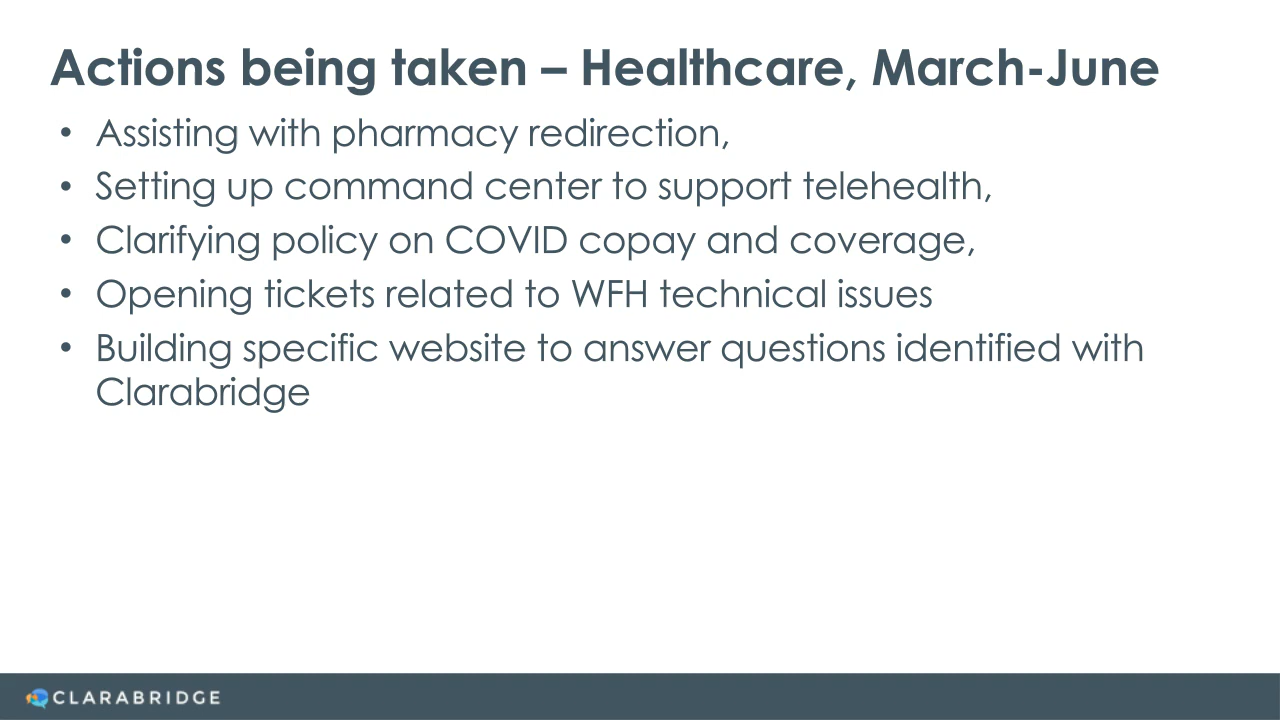 Actions being taken – Healthcare, March-June
• Assisting with pharmacy redirection,
• Setting up command center to support telehealth,
• Clarifying policy on COVID copay and coverage,
• Opening tickets related to WFH technical issues
• Building specific website to answer questions identified with
Clarabridge
CLARABRIDGE